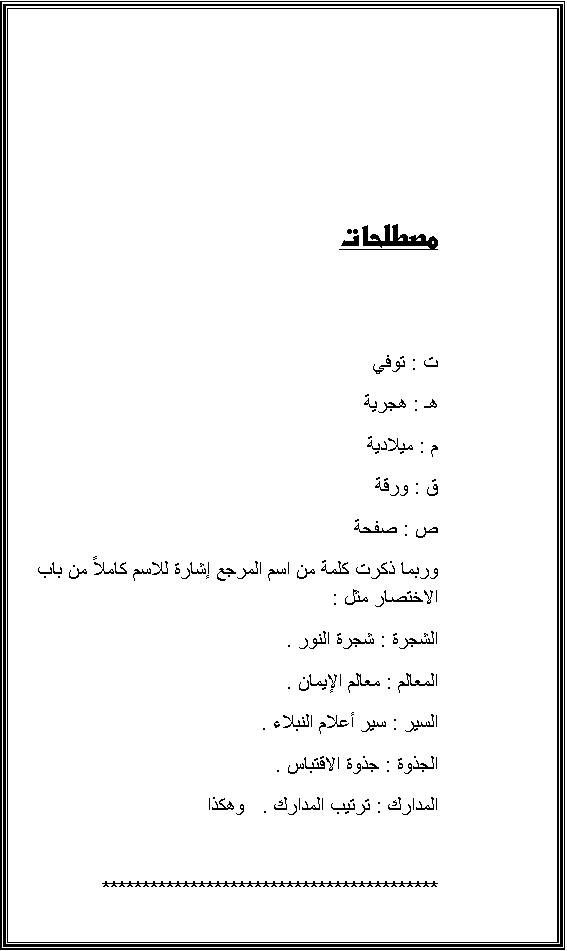 مصطلحات
ت : توفي
هـ : هجرية
م : ميلادية
ق : ورقة
ص : صفحة
وربما ذكرت كلمة من اسم المرجع إشارة للاسم كاملاً من باب
الاختصار مثل :
الشجرة : شجرة النور .
المعالم : معالم الإيمان .
السير : سير أعلام النبلاء .
الجذوة : جذوة الاقتباس .
المدارك : ترتيب المدارك . وهكذا
******************************************